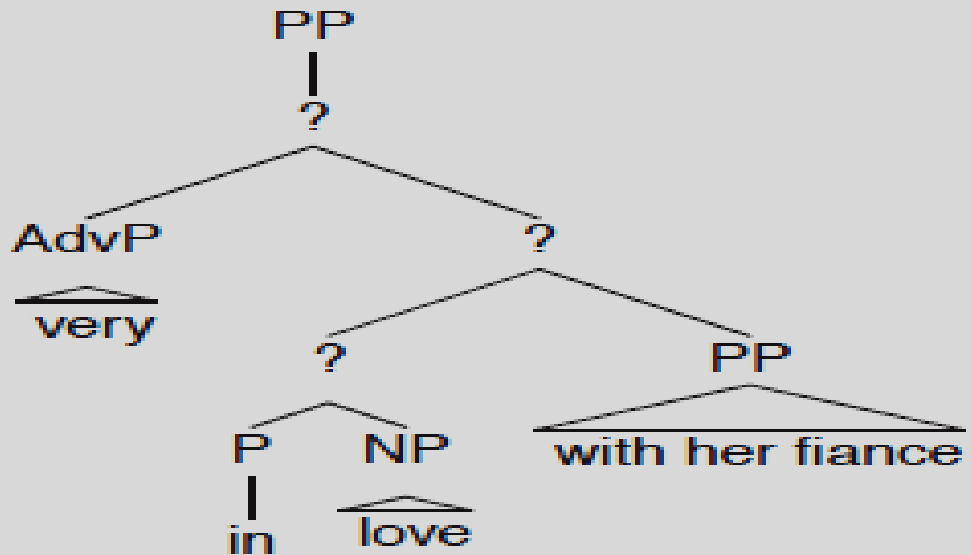 PP
?
AdvP ?
very
? PP
P NP with her fiance
in love